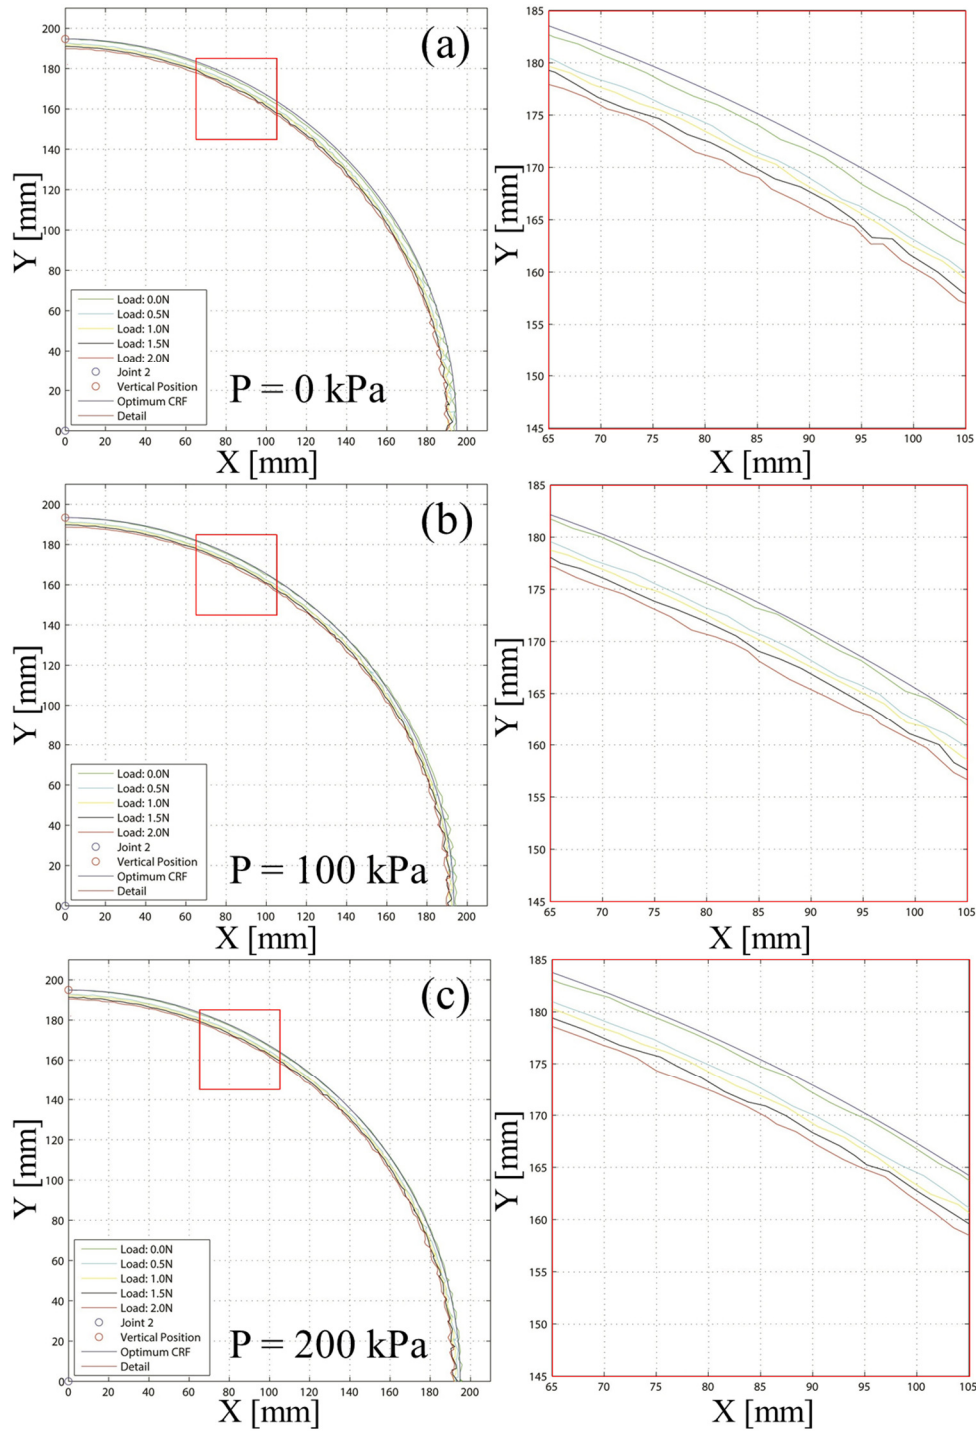 (a)
Y [mm]
210
200
180
160
140
120
100
80
60
40
20
0
Load: 0.0N
Load: 0.5N
Load: 1.0N
Load: 1.5N
Load: 2.0N
Joint 2
Vertical Position
Optimum CRF
Detail
P = 0 kPa
0 20 40 60 80 100 120 140 160 180 190 200
X [mm]
Y [mm]
185
180
175
170
165
160
155
150
145
65 70 75 80 85 90 95 100 105
X [mm]
(b)
Y [mm]
200
180
160
140
120
100
80
60
40
20
0
Load: 0.0N
Load: 0.5N
Load: 1.0N
Load: 1.5N
Load: 2.0N
Joint 2
Vertical Position
Optimum CRF
Detail
P = 100 kPa
0 20 40 60 80 100 120 140 160 180 190 200
X [mm]
Y [mm]
185
180
175
170
165
160
155
150
145
65 70 75 80 85 90 95 100 105
X [mm]
(c)
Y [mm]
200
180
160
140
120
100
80
60
40
20
0
Load: 0.0N
Load: 0.5N
Load: 1.0N
Load: 1.5N
Load: 2.0N
Joint 2
Vertical Position
Optimum CRF
Detail
P = 200 kPa
0 20 40 60 80 100 120 140 160 180 200
X [mm]
Y [mm]
185
180
175
170
165
160
155
150
145
65 70 75 80 85 90 95 100 105
X [mm]